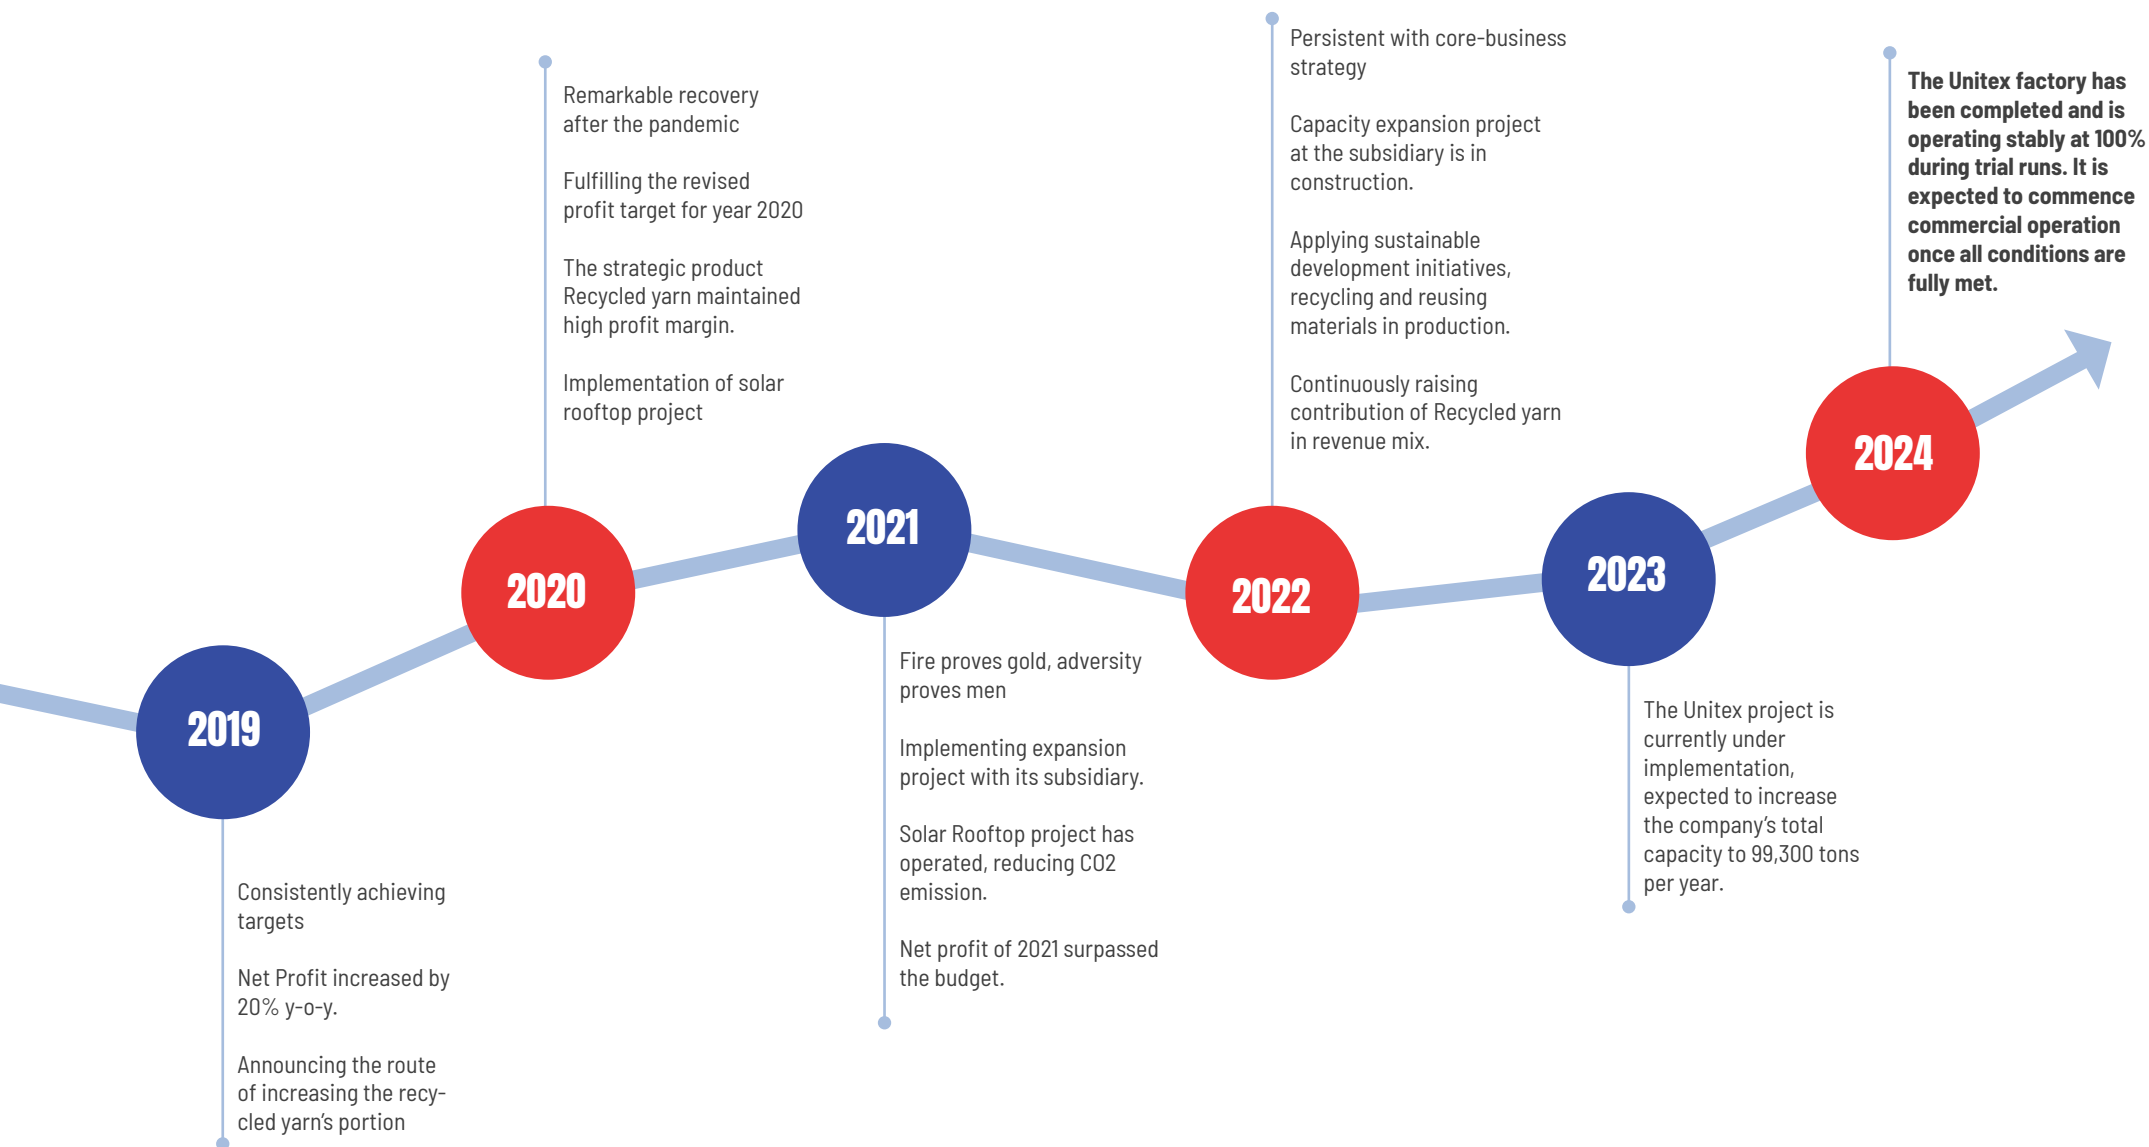 2019
Consistently achieving
targets
Net Profit increased by
20% y-o-y.
Announcing the route
of increasing the recy-
cled yarn's portion
2020
Remarkable recovery
after the pandemic
Fulfilling the revised
profit target for year 2020
The strategic product
Recycled yarn maintained
high profit margin.
Implementation of solar
rooftop project
2021
Fire proves gold, adversity
proves men
Implementing expansion
project with its subsidiary.
Solar Rooftop project has
operated, reducing CO2
emission.
Net profit of 2021 surpassed
the budget.
2022
Persistent with core-business
strategy
Capacity expansion project
at the subsidiary is in
construction.
Applying sustainable
development initiatives,
recycling and reusing
materials in production.
Continuously raising
contribution of Recycled yarn
in revenue mix.
2023
The Unitex project is
currently under
implementation,
expected to increase
the company's total
capacity to 99,300 tons
per year.
2024
The Unitex factory has
been completed and is
operating stably at 100%
during trial runs. It is
expected to commence
commercial operation
once all conditions are
fully met.